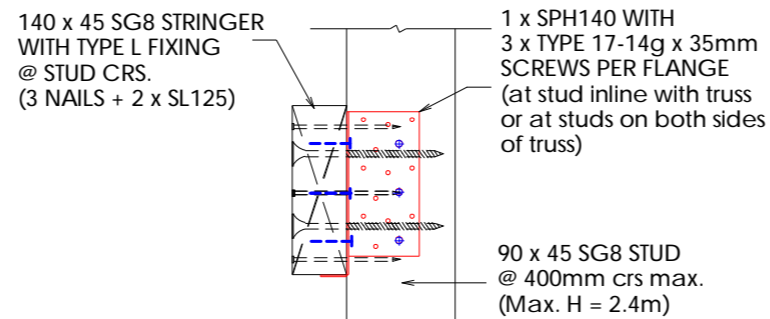 140 x 45 SG8 STRINGER
WITH TYPE L FIXING
@ STUD CRS.
(3 NAILS + 2 x SL125)
1 x SPH140 WITH
3 x TYPE 17-14g x 35mm
SCREWS PER FLANGE
(at stud inline with truss
or at studs on both sides
of truss)
90 x 45 SG8 STUD
@ 400mm crs max.
(Max. H = 2.4m)